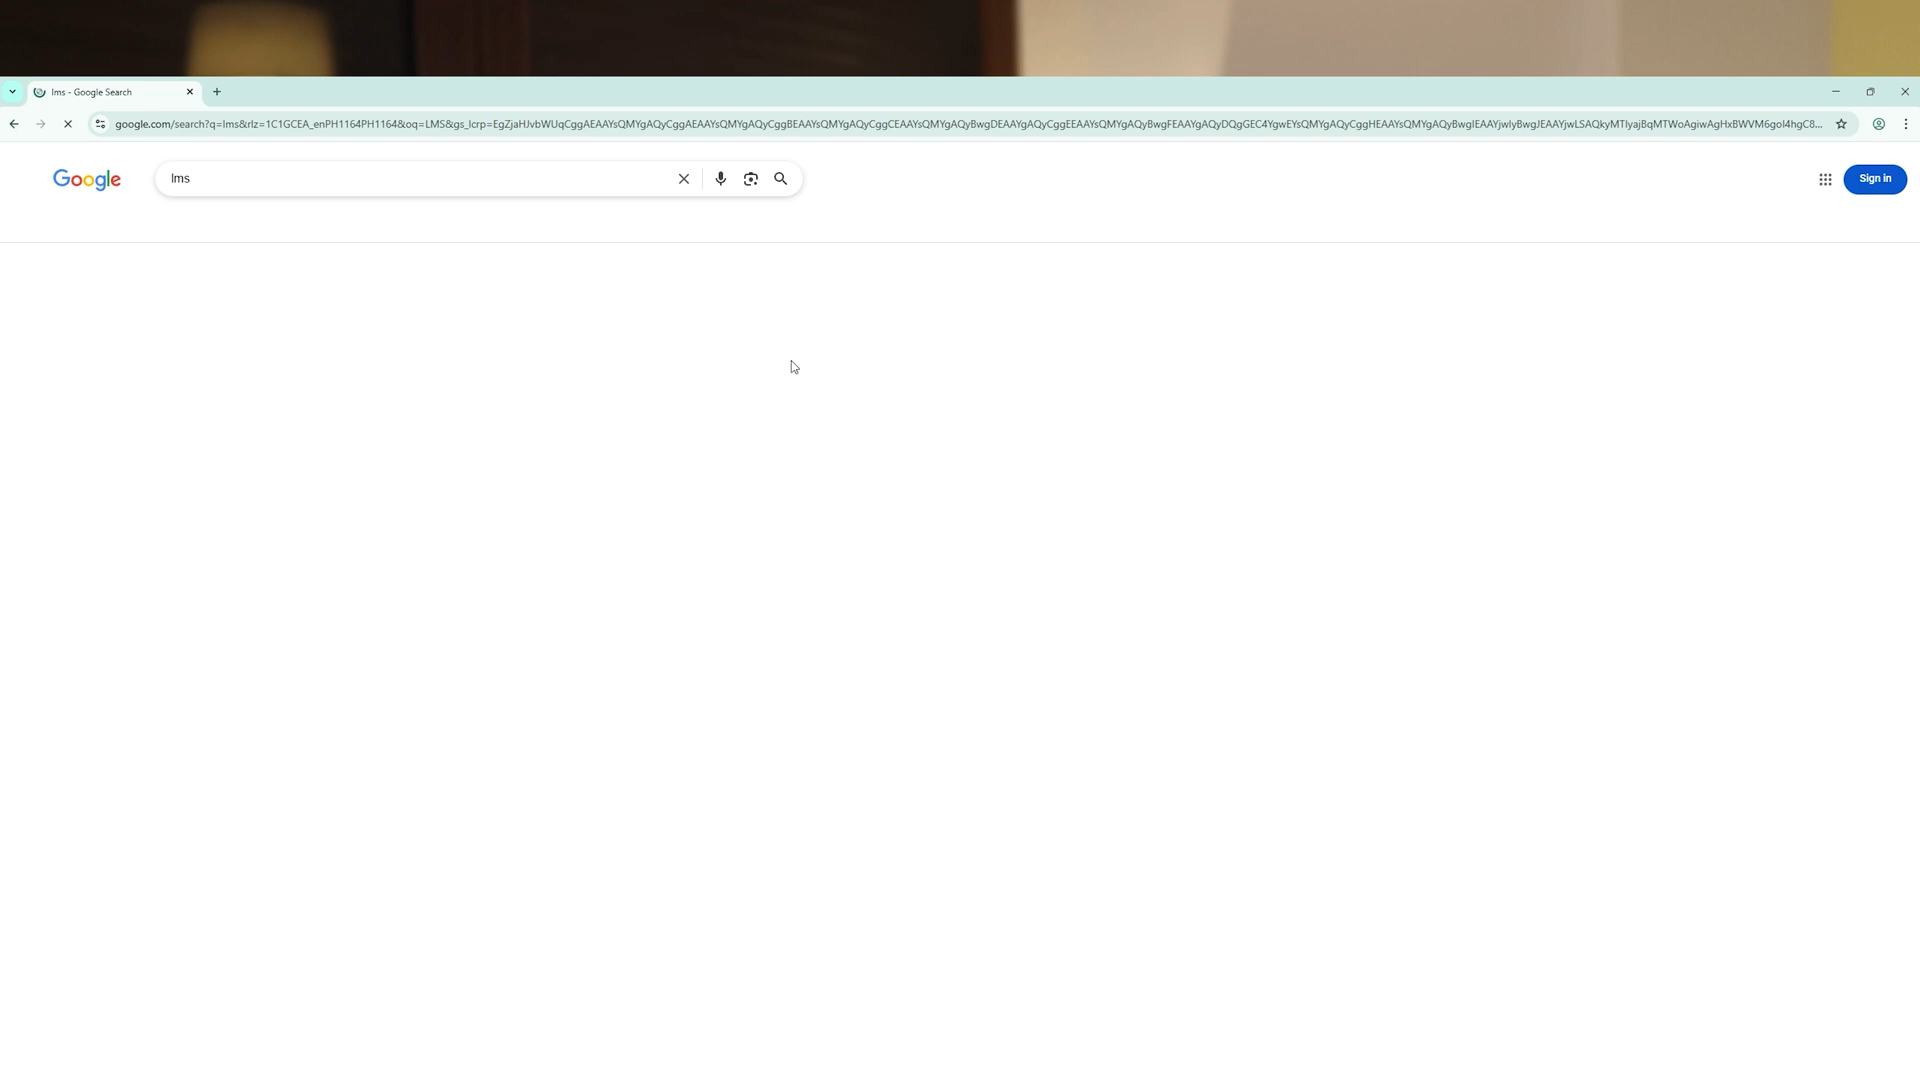 lms - Google Search
google.com/search?q=lms&rlz=1C1GCEA_enPH1164PH1164&oq=LMS&gs_lcrp=EgZjaHJvbWUqCggAEAAYsQMYgAQyCggAEAAYsQMYgAQyCggBEAAYsQMYgAQyCggCEAAYsQMYgAQyBwgDEAAYgAQyCggEEAAYsQMYgAQyBwgFEAAYgAQyDQgGEC4YgwEYsQMYgAQyCggHEAAYsQMYgAQyBwgIEAAYjwIyBwgJEAAYjwLSAQkyMTIyajBqMTWoAgiwAgHxBWVM6gol4hgC8...
Google
lms
Sign in